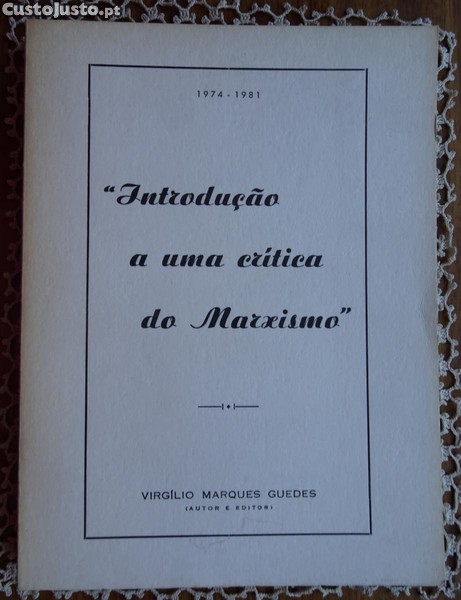 CustoJusto.pt
1974 - 1981
“Introdução
a uma crítica
do Marxismo”
VIRGÍLIO MARQUES GUEDES
(AUTOR E EDITOR)